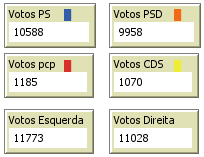 Votos PS
Votos PSD
10588
9958
Votos pcp
Votos CDS
1185
1070
Votos Esquerda
Votos Direita
11773
11028